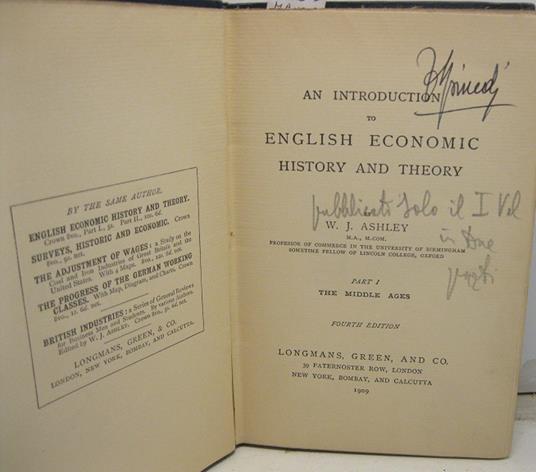 BY THE SAME AUTHOR.
ENGLISH ECONOMIC HISTORY AND THEORY.
Crown 8vo., Part I., 5s. Part II., 10s. 6d.
SURVEYS, HISTORIC AND ECONOMIC. Crown
8vo., 9s. net.
THE ADJUSTMENT OF WAGES: a Study on the
Coal and Iron Industries of Great Britain and the
United States. With 4 Maps. 8vo., 12s. 6d. net.
THE PROGRESS OF THE GERMAN WORKING
CLASSES. With Map, Diagram, and Charts. Crown
8vo., 1s. 6d. net.
BRITISH INDUSTRIES: a Series of General Reviews
for Business Men and Students. By various Authors.
Edited by W. J. ASHLEY. Crown 8vo., 5s. 6d. net.
LONGMANS, GREEN, & CO.
LONDON, NEW YORK, BOMBAY, AND CALCUTTA.
AN INTRODUCTION
TO
ENGLISH ECONOMIC
HISTORY AND THEORY
pubblicati solo il I Vol
W. J. ASHLEY
in due
M.A., M.COM.
PROFESSOR OF COMMERCE IN THE UNIVERSITY OF BIRMINGHAM
SOMETIME FELLOW OF LINCOLN COLLEGE, OXFORD
parti
PART I
THE MIDDLE AGES
FOURTH EDITION
LONGMANS, GREEN, AND CO.
39 PATERNOSTER ROW, LONDON
NEW YORK, BOMBAY, AND CALCUTTA
1909